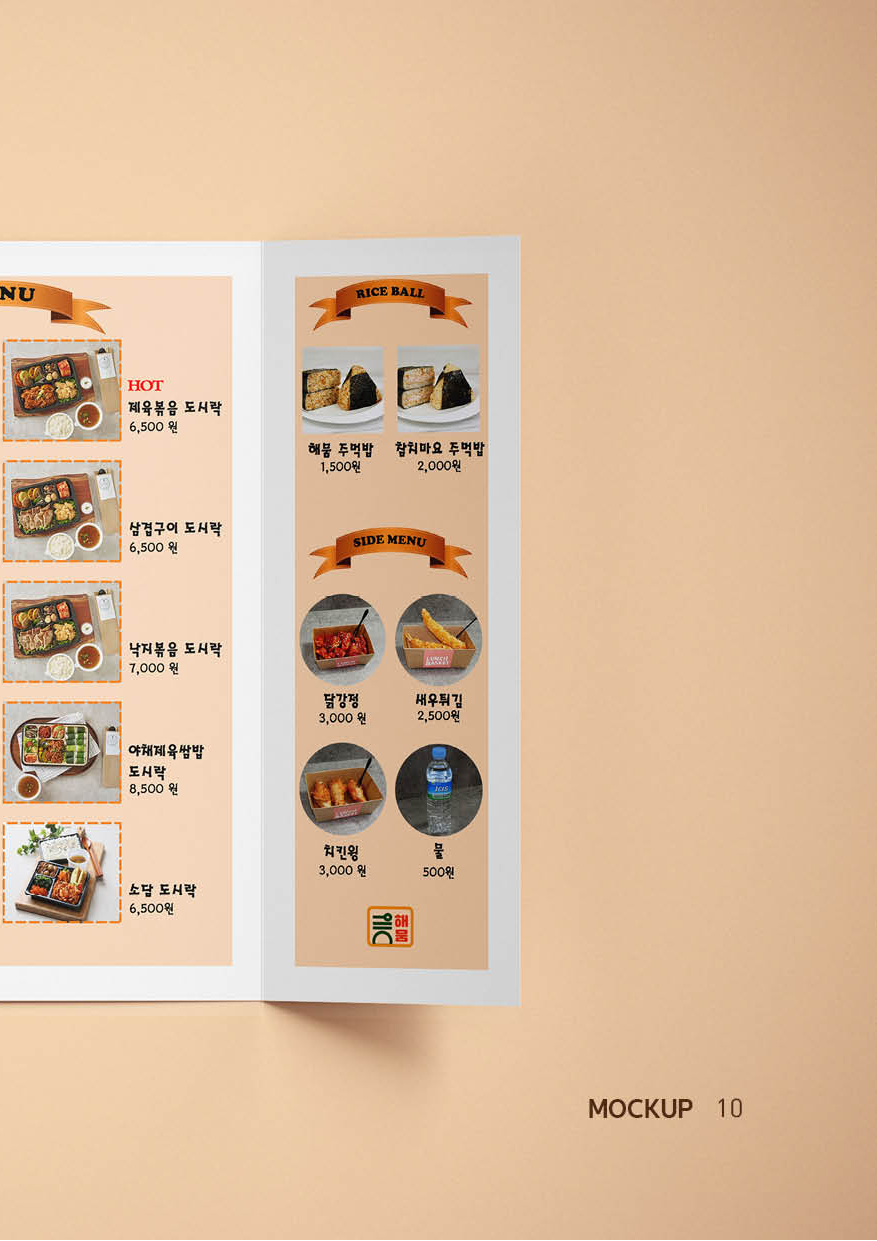 NU
HOT
제육볶음 도시락
6,500 원
삼겹구이 도시락
6,500 원
낙지볶음 도시락
7,000 원
야채제육쌈밥
도시락
8,500 원
소담 도시락
6,500원
RICE BALL
해뭄 주먹밥
1,500원
참치마요 주먹밥
2,000원
SIDE MENU
닭강정
3,000 원
새우튀김
2,500원
LUNCH
BASKET
치킨윙
3,000 원
물
500원
해
뭄
MOCKUP 10